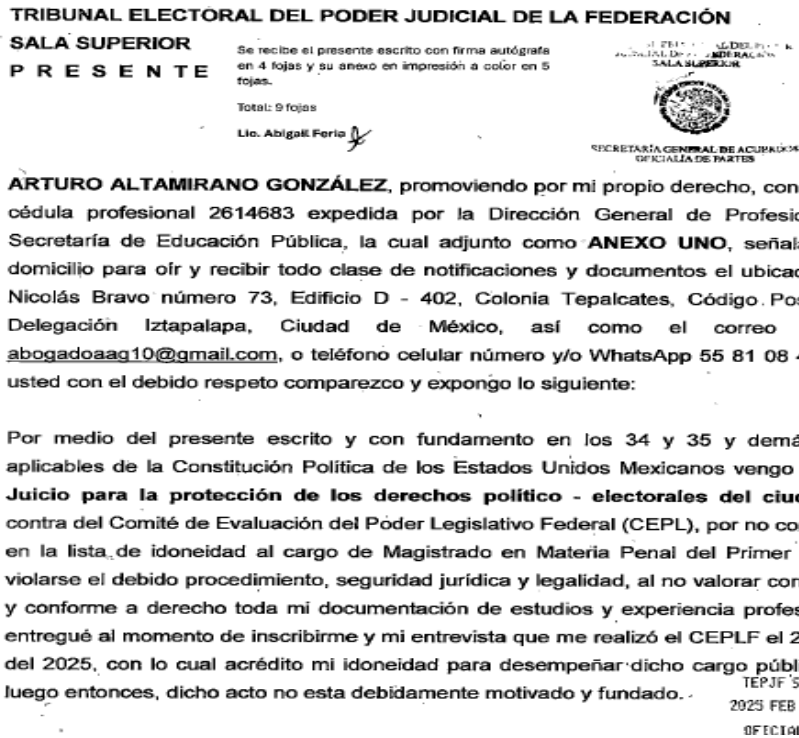 TRIBUNAL ELECTORAL DEL PODER JUDICIAL DE LA FEDERACIÓN
SALA SUPERIOR
P R E S E N T E
Se recibe el presente escrito con firma autógrafa
en 4 fojas y su anexo en impresión a color en 5
fojas.
Total: 9 fojas
Lic. Abigail Feria
SALA SUPERIOR
SECRETARÍA GENERAL DE ACUERDOS
OFICIALÍA DE PARTES
ARTURO ALTAMIRANO GONZÁLEZ, promoviendo por mi propio derecho, con
cédula profesional 2614683 expedida por la Dirección General de Profesio
Secretaría de Educación Pública, la cual adjunto como ANEXO UNO, señala
domicilio para oír y recibir todo clase de notificaciones y documentos el ubicad
Nicolás Bravo número 73, Edificio D - 402, Colonia Tepalcates, Código Pos
Delegación Iztapalapa, Ciudad de México, así como el correo
abogadoaag10@gmail.com, o teléfono celular número y/o WhatsApp 55 81 08 4
usted con el debido respeto comparezco y expongo lo siguiente:
Por medio del presente escrito y con fundamento en los 34 y 35 y demá
aplicables de la Constitución Política de los Estados Unidos Mexicanos vengo
Juicio para la protección de los derechos político - electorales del ciud
contra del Comité de Evaluación del Poder Legislativo Federal (CEPL), por no co
en la lista de idoneidad al cargo de Magistrado en Materia Penal del Primer
violarse el debido procedimiento, seguridad jurídica y legalidad, al no valorar con
y conforme a derecho toda mi documentación de estudios y experiencia profes
entregué al momento de inscribirme y mi entrevista que me realizó el CEPLF el 2
del 2025, con lo cual acrédito mi idoneidad para desempeñar dicho cargo públi
luego entonces, dicho acto no esta debidamente motivado y fundado.
TEPJF S
2025 FEB
OFICIAL